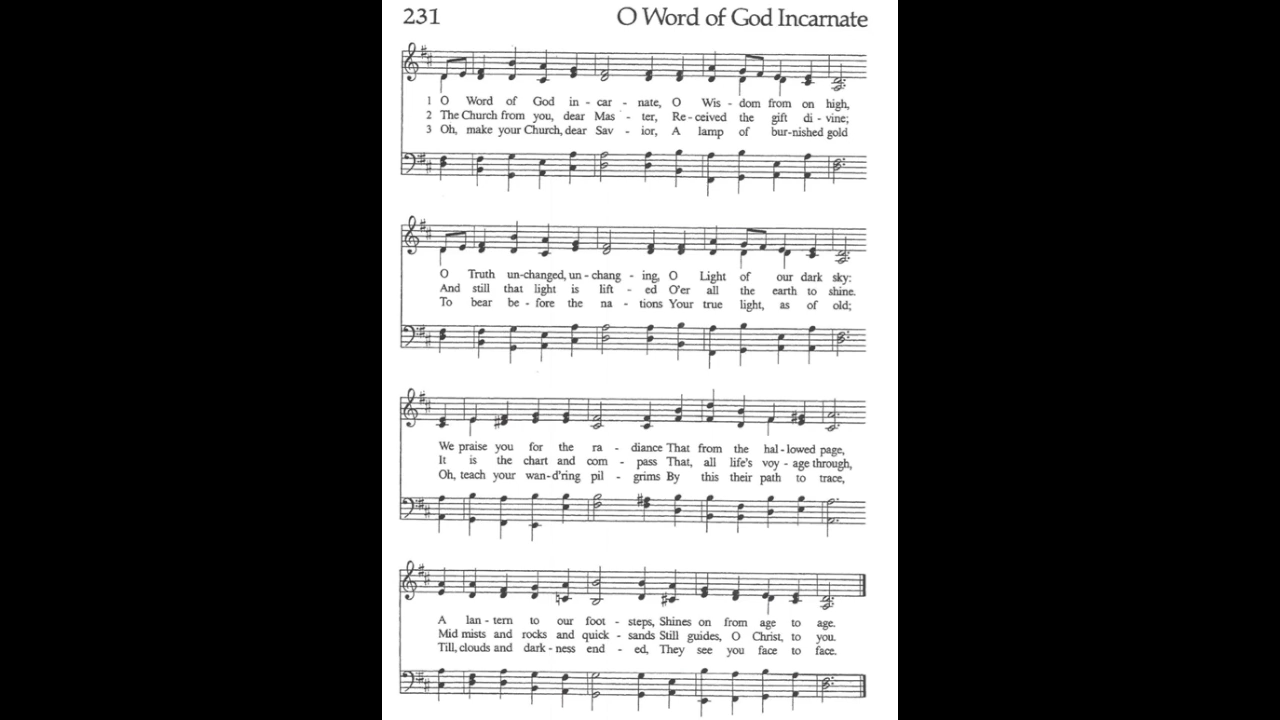 231 O Word of God Incarnate
1 O Word of God in - car - nate, O Wis - dom from on high,
2 The Church from you, dear Mas - ter, Re - ceived the gift di - vine;
3 Oh, make your Church, dear Sav - ior, A lamp of bur - nished gold
O Truth un - changed, un - chang - ing, O Light of our dark sky:
And still that light is lift - ed O'er all the earth to shine.
To bear be - fore the na - tions Your true light, as of old;
We praise you for the ra - diance That from the hal - lowed page,
It is the chart and com - pass That, all life's voy - age through,
Oh, teach your wan - d'ring pil - grims By this their path to trace,
A lan - tern to our foot - steps, Shines on from age to age.
Mid mists and rocks and quick - sands Still guides, O Christ, to you.
Till, clouds and dark - ness end - ed, They see you face to face.